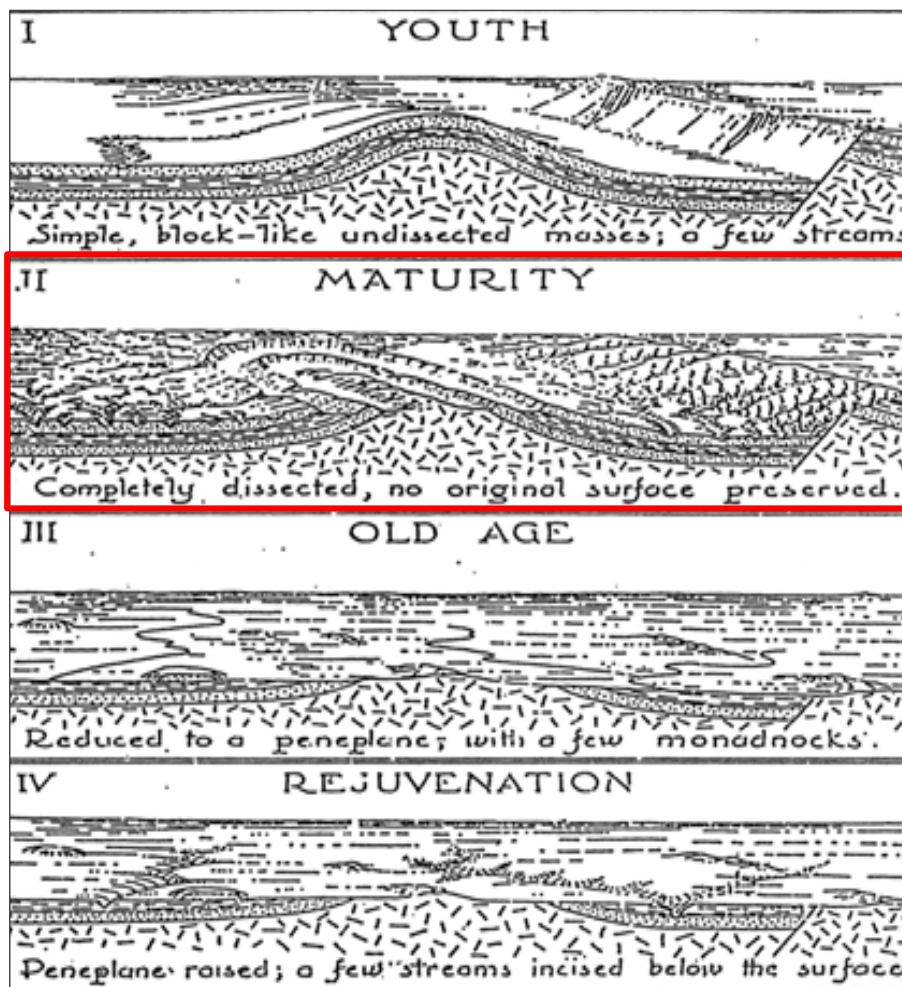 I YOUTH
Simple, block-like undissected masses; a few streams
II MATURITY
Completely dissected, no original surface preserved.
III OLD AGE
Reduced to a peneplane; with a few monadnocks.
IV REJUVENATION
Peneplane raised; a few streams incised below the surface